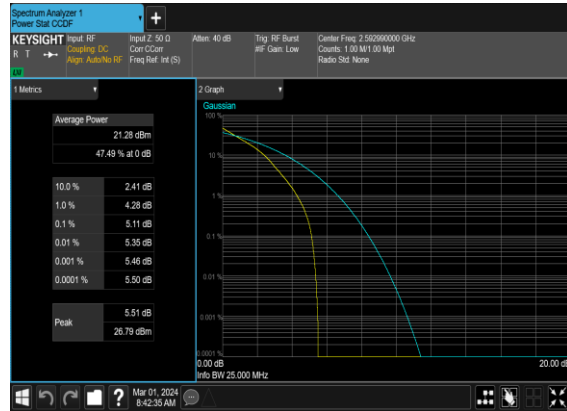 Spectrum Analyzer 1
Power Stat CCDF
KEYSIGHT
R T
Input: RF
Coupling: DC
Align: Auto/No RF
Input Z: 50 Ω
Corr CCorr
Freq Ref: Int (S)
Atten: 40 dB
Trig: RF Burst
#IF Gain: Low
Center Freq: 2.592990000 GHz
Counts: 1.00 M/1.00 Mpt
Radio Std: None
1 Metrics
Average Power
21.28 dBm
47.49 % at 0 dB
10.0 % 2.41 dB
1.0 % 4.28 dB
0.1 % 5.11 dB
0.01 % 5.35 dB
0.001 % 5.46 dB
0.0001 % 5.50 dB
Peak
5.51 dB
26.79 dBm
2 Graph
Gaussian
100 %
10 %
1 %
0.1 %
0.01 %
0.001 %
0.0001 %
0.00 dB
20.00 dB
Info BW 25.000 MHz
?
Mar 01, 2024
8:42:35 AM